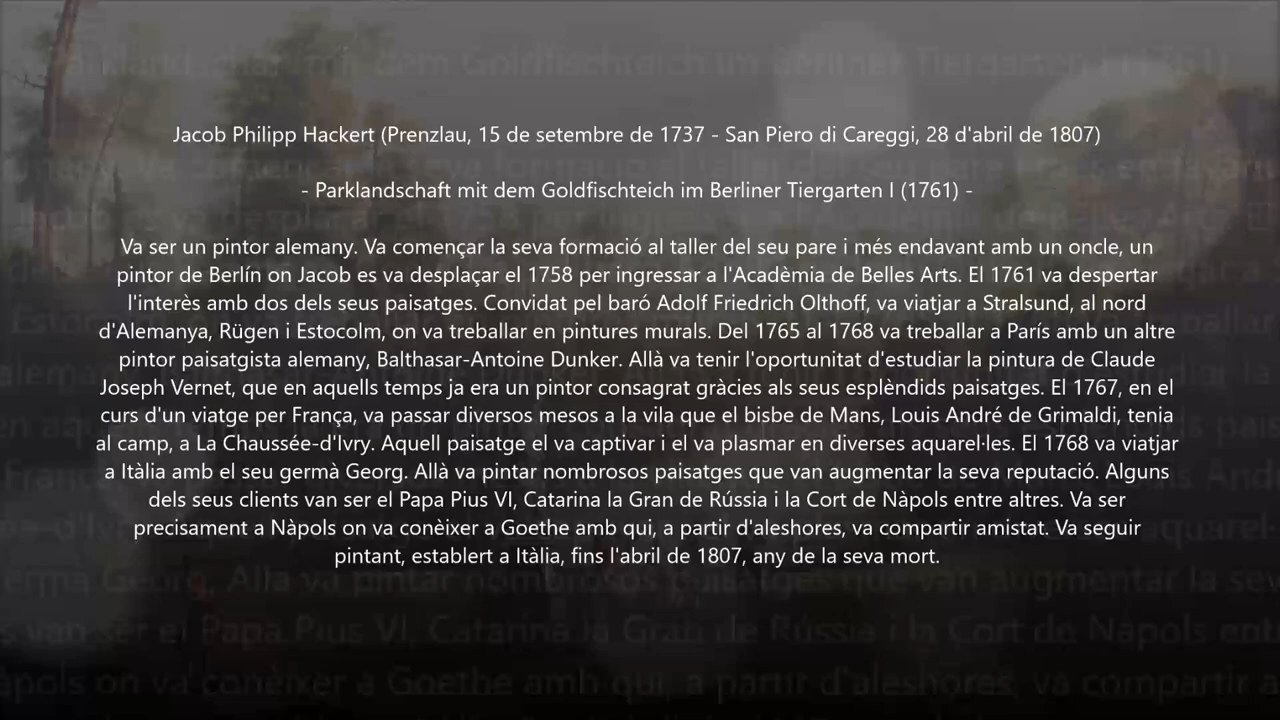 Jacob Philipp Hackert (Prenzlau, 15 de setembre de 1737 - San Piero di Careggi, 28 d'abril de 1807)
- Parklandschaft mit dem Goldfischteich im Berliner Tiergarten I (1761) -
Va ser un pintor alemany. Va començar la seva formació al taller del seu pare i més endavant amb un oncle, un
pintor de Berlín on Jacob es va desplaçar el 1758 per ingressar a l'Acadèmia de Belles Arts. El 1761 va despertar
l'interès amb dos dels seus paisatges. Convidat pel baró Adolf Friedrich Olthoff, va viatjar a Stralsund, al nord
d'Alemanya, Rügen i Estocolm, on va treballar en pintures murals. Del 1765 al 1768 va treballar a París amb un altre
pintor paisatgista alemany, Balthasar-Antoine Dunker. Allà va tenir l'oportunitat d'estudiar la pintura de Claude
Joseph Vernet, que en aquells temps ja era un pintor consagrat gràcies als seus esplèndids paisatges. El 1767, en el
curs d'un viatge per França, va passar diversos mesos a la vila que el bisbe de Mans, Louis André de Grimaldi, tenia
al camp, a La Chaussée-d'Ivry. Aquell paisatge el va captivar i el va plasmar en diverses aquarel·les. El 1768 va viatjar
a Itàlia amb el seu germà Georg. Allà va pintar nombrosos paisatges que van augmentar la seva reputació. Alguns
dels seus clients van ser el Papa Pius VI, Catarina la Gran de Rússia i la Cort de Nàpols entre altres. Va ser
precisament a Nàpols on va conèixer a Goethe amb qui, a partir d'aleshores, va compartir amistat. Va seguir
pintant, establert a Itàlia, fins l'abril de 1807, any de la seva mort.